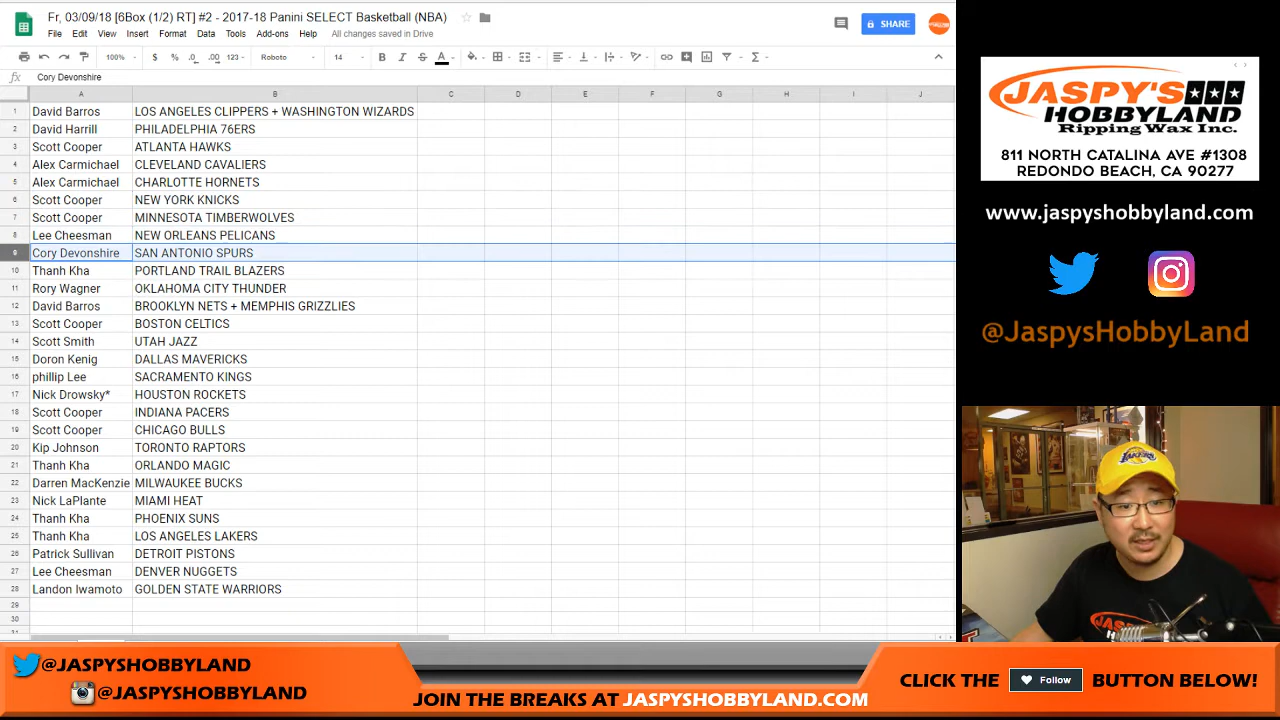 Fr, 03/09/18 [6Box (1/2) RT] #2 - 2017-18 Panini SELECT Basketball (NBA)
File Edit View Insert Format Data Tools Add-ons Help All changes saved in Drive
SHARE
100% $ % .0 .00 123 Roboto 14 B I S A
fx Cory Devonshire
A B C D E F G H I J
1 David Barros LOS ANGELES CLIPPERS + WASHINGTON WIZARDS
2 David Harrill PHILADELPHIA 76ERS
3 Scott Cooper ATLANTA HAWKS
4 Alex Carmichael CLEVELAND CAVALIERS
5 Alex Carmichael CHARLOTTE HORNETS
6 Scott Cooper NEW YORK KNICKS
7 Scott Cooper MINNESOTA TIMBERWOLVES
8 Lee Cheesman NEW ORLEANS PELICANS
9 Cory Devonshire SAN ANTONIO SPURS
10 Thanh Kha PORTLAND TRAIL BLAZERS
11 Rory Wagner OKLAHOMA CITY THUNDER
12 David Barros BROOKLYN NETS + MEMPHIS GRIZZLIES
13 Scott Cooper BOSTON CELTICS
14 Scott Smith UTAH JAZZ
15 Doron Kenig DALLAS MAVERICKS
16 phillip Lee SACRAMENTO KINGS
17 Nick Drowsky* HOUSTON ROCKETS
18 Scott Cooper INDIANA PACERS
19 Scott Cooper CHICAGO BULLS
20 Kip Johnson TORONTO RAPTORS
21 Thanh Kha ORLANDO MAGIC
22 Darren MacKenzie MILWAUKEE BUCKS
23 Nick LaPlante MIAMI HEAT
24 Thanh Kha PHOENIX SUNS
25 Thanh Kha LOS ANGELES LAKERS
26 Patrick Sullivan DETROIT PISTONS
27 Lee Cheesman DENVER NUGGETS
28 Landon Iwamoto GOLDEN STATE WARRIORS
29
30
31
JASPY'S
HOBBYLAND
Ripping Wax Inc.
811 NORTH CATALINA AVE #1308
REDONDO BEACH, CA 90277
www.jaspyshobbyland.com
@JaspysHobbyLand
LAKERS
@JASPYSHOBBYLAND
@JASPYSHOBBYLAND
JOIN THE BREAKS AT JASPYSHOBBYLAND.COM
CLICK THE Follow BUTTON BELOW!